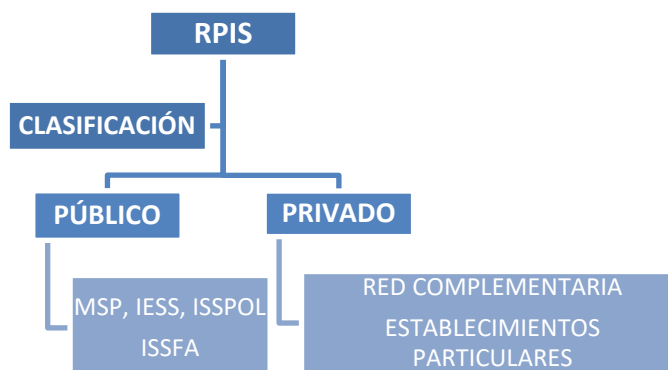 RPIS
CLASIFICACIÓN
PÚBLICO
PRIVADO
MSP, IESS, ISSPOL
ISSFA
RED COMPLEMENTARIA
ESTABLECIMIENTOS
PARTICULARES